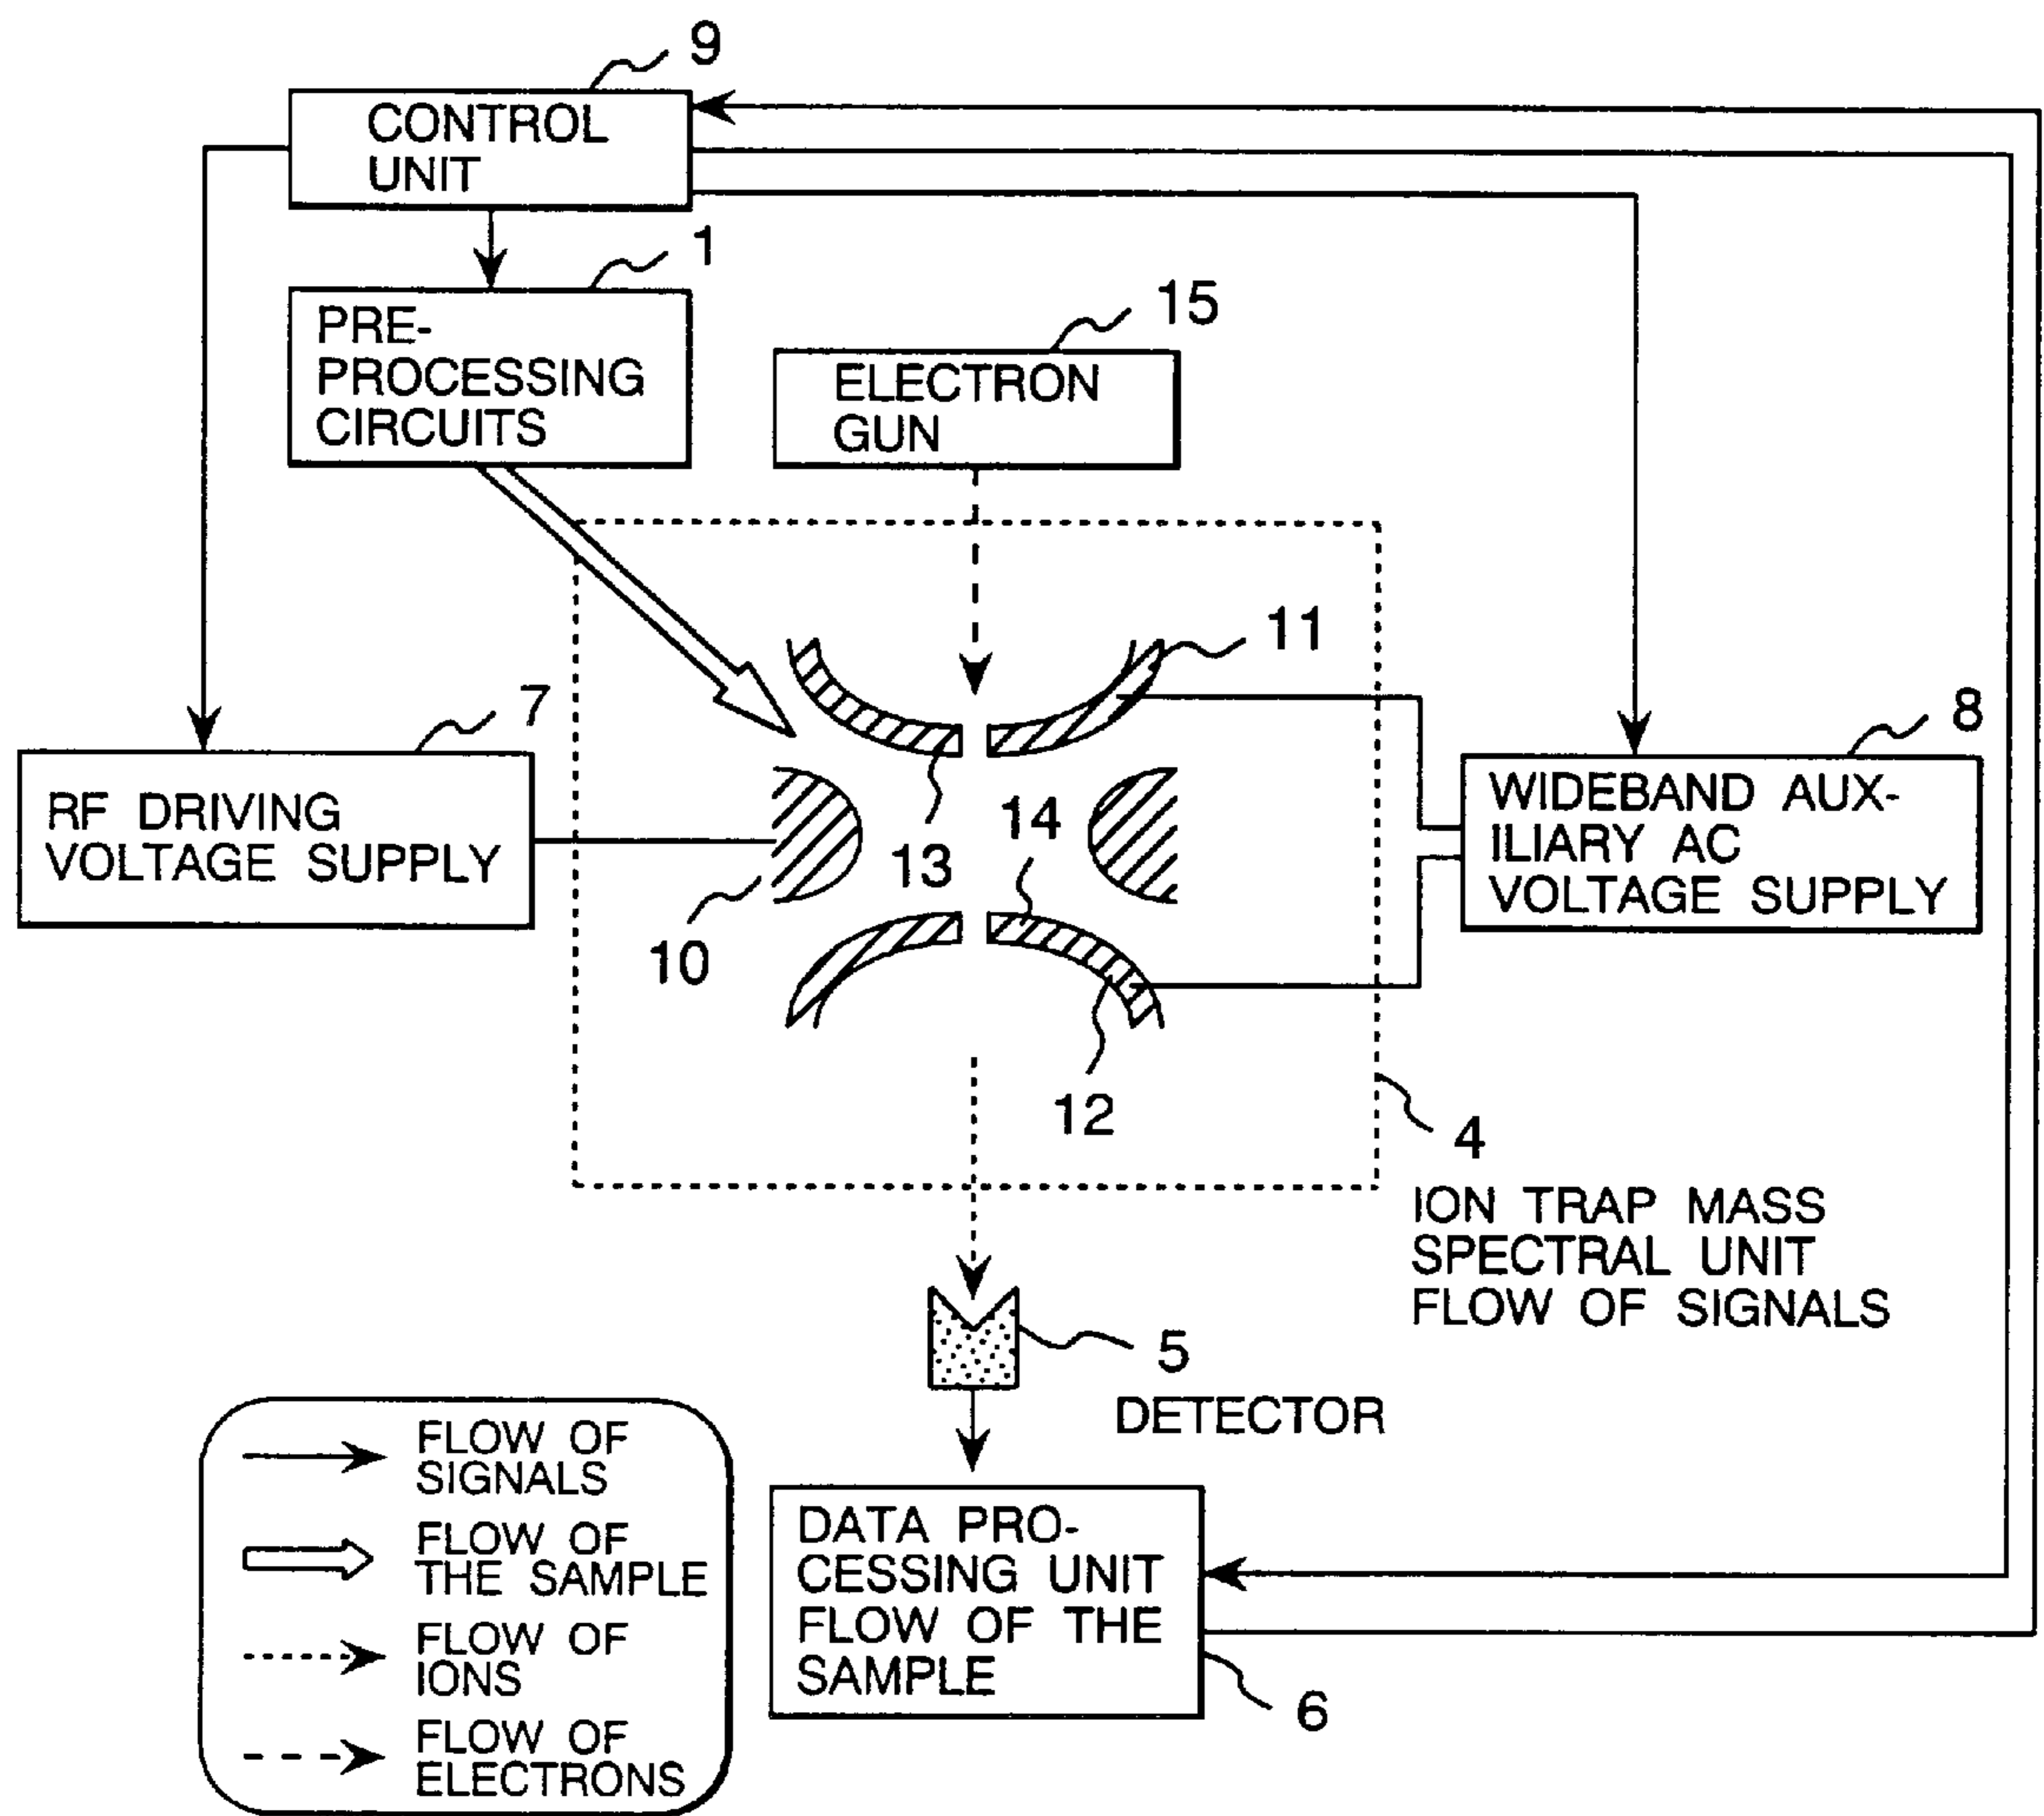 9
CONTROL
UNIT
1
PRE-
PROCESSING
CIRCUITS
15
ELECTRON
GUN
11
7
RF DRIVING
VOLTAGE SUPPLY
8
WIDEBAND AUX-
ILIARY AC
VOLTAGE SUPPLY
13
14
10
12
4
ION TRAP MASS
SPECTRAL UNIT
FLOW OF SIGNALS
5
DETECTOR
DATA PRO-
CESSING UNIT
FLOW OF THE
SAMPLE
6
FLOW OF
SIGNALS
FLOW OF
THE SAMPLE
FLOW OF
IONS
FLOW OF
ELECTRONS